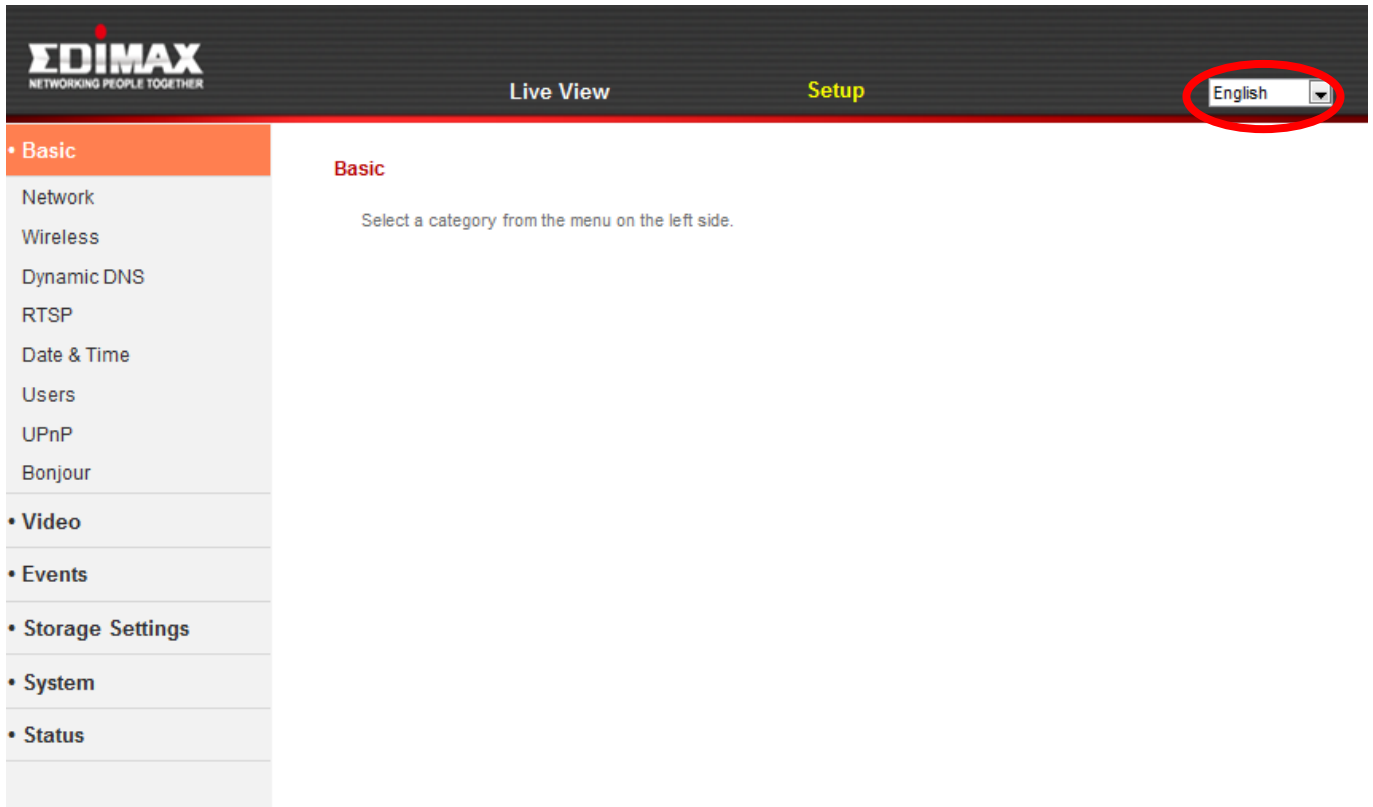 EDIMAX
NETWORKING PEOPLE TOGETHER
Live View
Setup
English
• Basic
Network
Wireless
Dynamic DNS
RTSP
Date & Time
Users
UPnP
Bonjour
• Video
• Events
• Storage Settings
• System
• Status
Basic
Select a category from the menu on the left side.